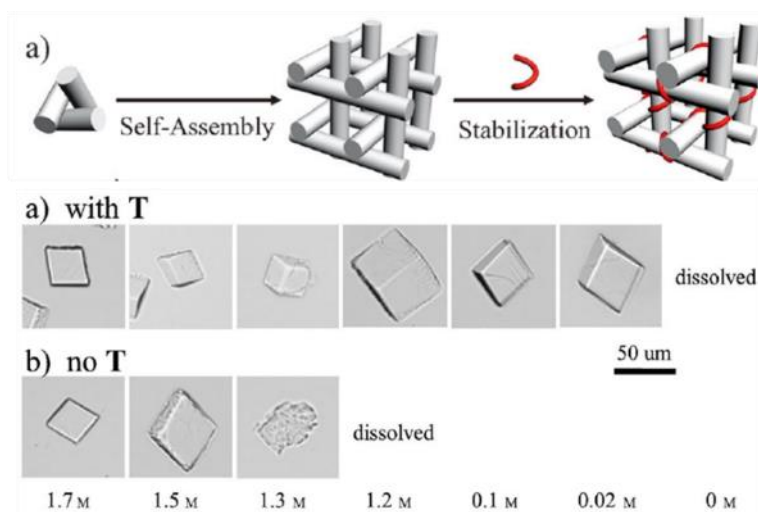 a)
Self-Assembly
Stabilization
a) with T
dissolved
b) no T
50 um
dissolved
1.7 M 1.5 M 1.3 M 1.2 M 0.1 M 0.02 M 0 M